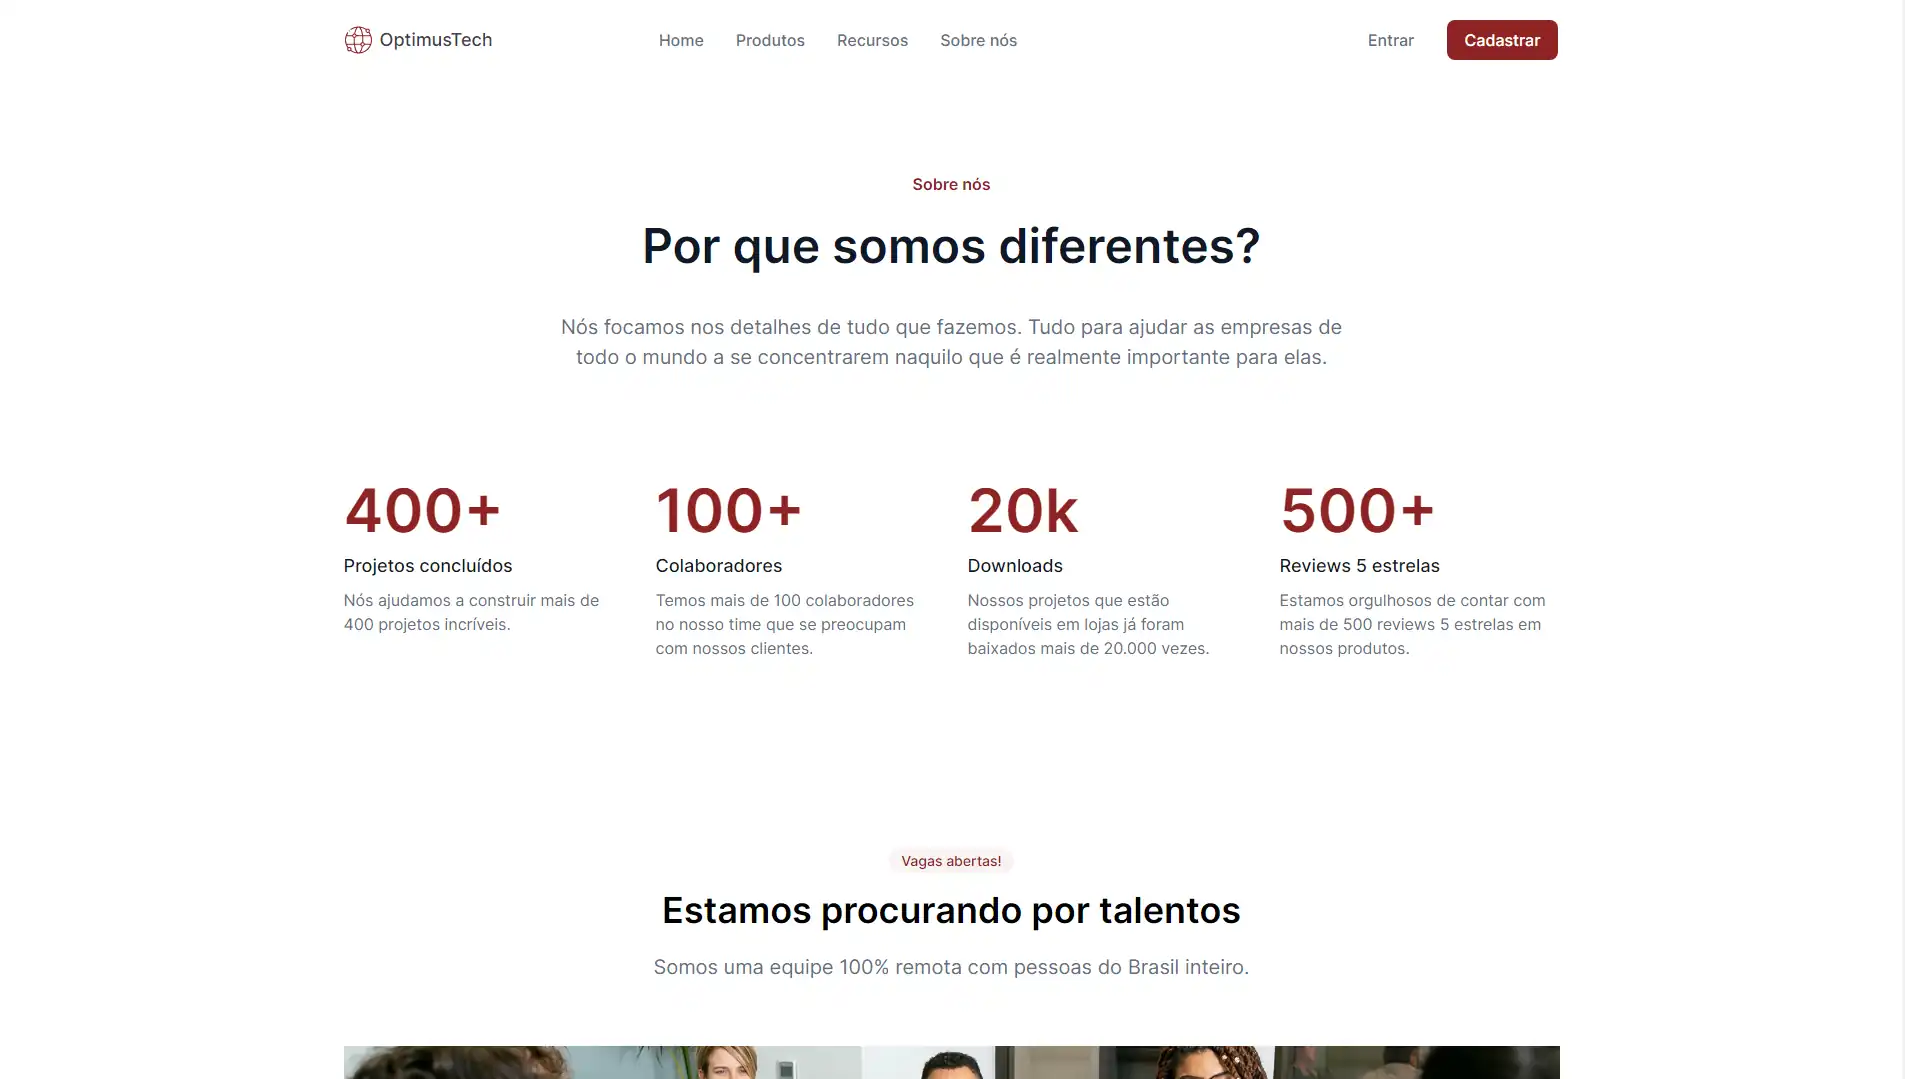 OptimusTech
Home
Produtos
Recursos
Sobre nós
Entrar
Cadastrar
Sobre nós
Por que somos diferentes?
Nós focamos nos detalhes de tudo que fazemos. Tudo para ajudar as empresas de
todo o mundo a se concentrarem naquilo que é realmente importante para elas.
400+
Projetos concluídos
Nós ajudamos a construir mais de
400 projetos incríveis.
100+
Colaboradores
Temos mais de 100 colaboradores
no nosso time que se preocupam
com nossos clientes.
20k
Downloads
Nossos projetos que estão
disponíveis em lojas já foram
baixados mais de 20.000 vezes.
500+
Reviews 5 estrelas
Estamos orgulhosos de contar com
mais de 500 reviews 5 estrelas em
nossos produtos.
Vagas abertas!
Estamos procurando por talentos
Somos uma equipe 100% remota com pessoas do Brasil inteiro.